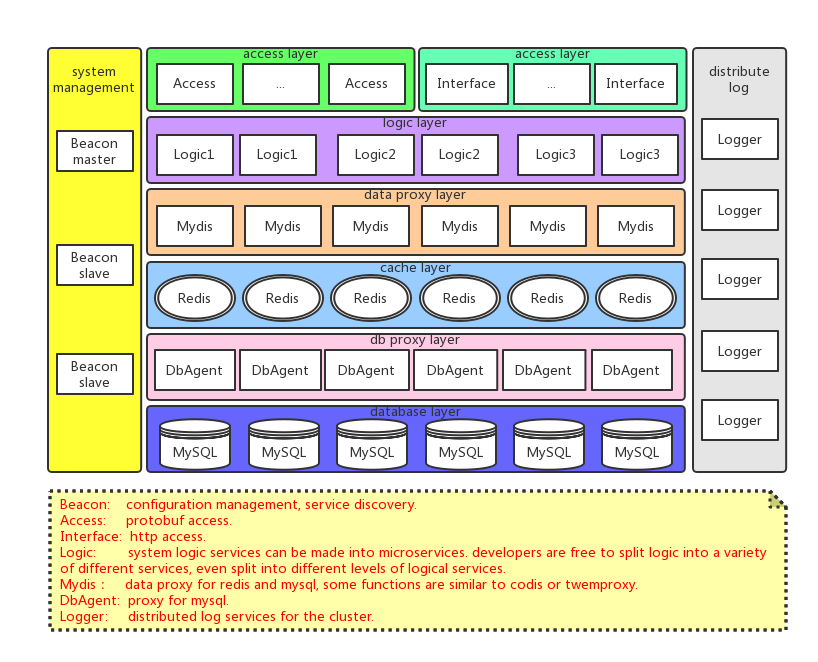 system
management
Beacon
master
Beacon
slave
Beacon
slave
access layer
Access
...
Access
access layer
Interface
...
Interface
logic layer
Logic1
Logic1
Logic2
Logic2
Logic3
Logic3
data proxy layer
Mydis
Mydis
Mydis
Mydis
Mydis
Mydis
cache layer
Redis
Redis
Redis
Redis
Redis
Redis
db proxy layer
DbAgent
DbAgent
DbAgent
DbAgent
DbAgent
DbAgent
database layer
MySQL
MySQL
MySQL
MySQL
MySQL
MySQL
distribute
log
Logger
Logger
Logger
Logger
Logger
Beacon: configuration management, service discovery.
Access: protobuf access.
Interface: http access.
Logic: system logic services can be made into microservices. developers are free to split logic into a variety
of different services, even split into different levels of logical services.
Mydis : data proxy for redis and mysql, some functions are similar to codis or twemproxy.
DbAgent: proxy for mysql.
Logger: distributed log services for the cluster.